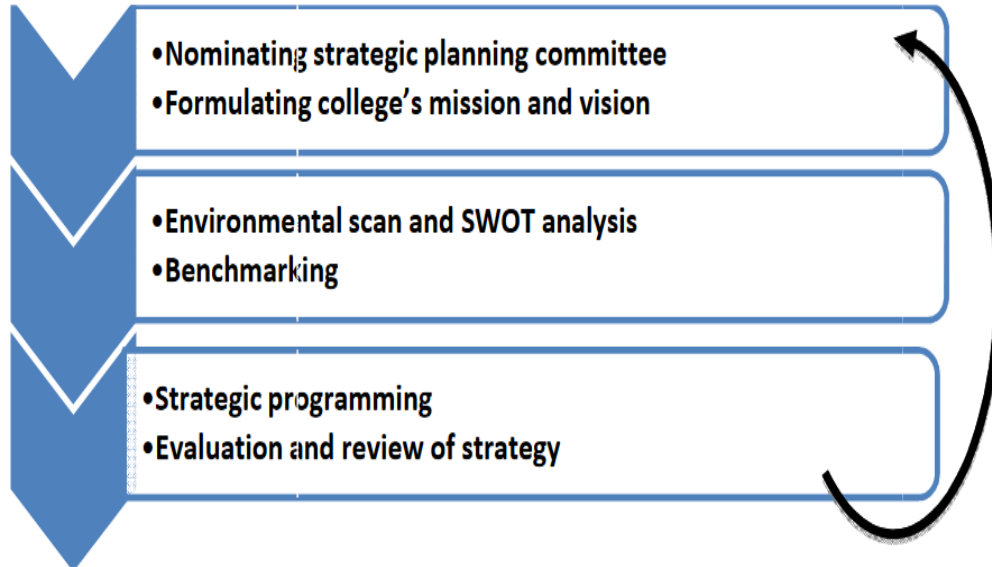 •Nominating strategic planning committee
•Formulating college’s mission and vision
•Environmental scan and SWOT analysis
•Benchmarking
•Strategic programming
•Evaluation and review of strategy